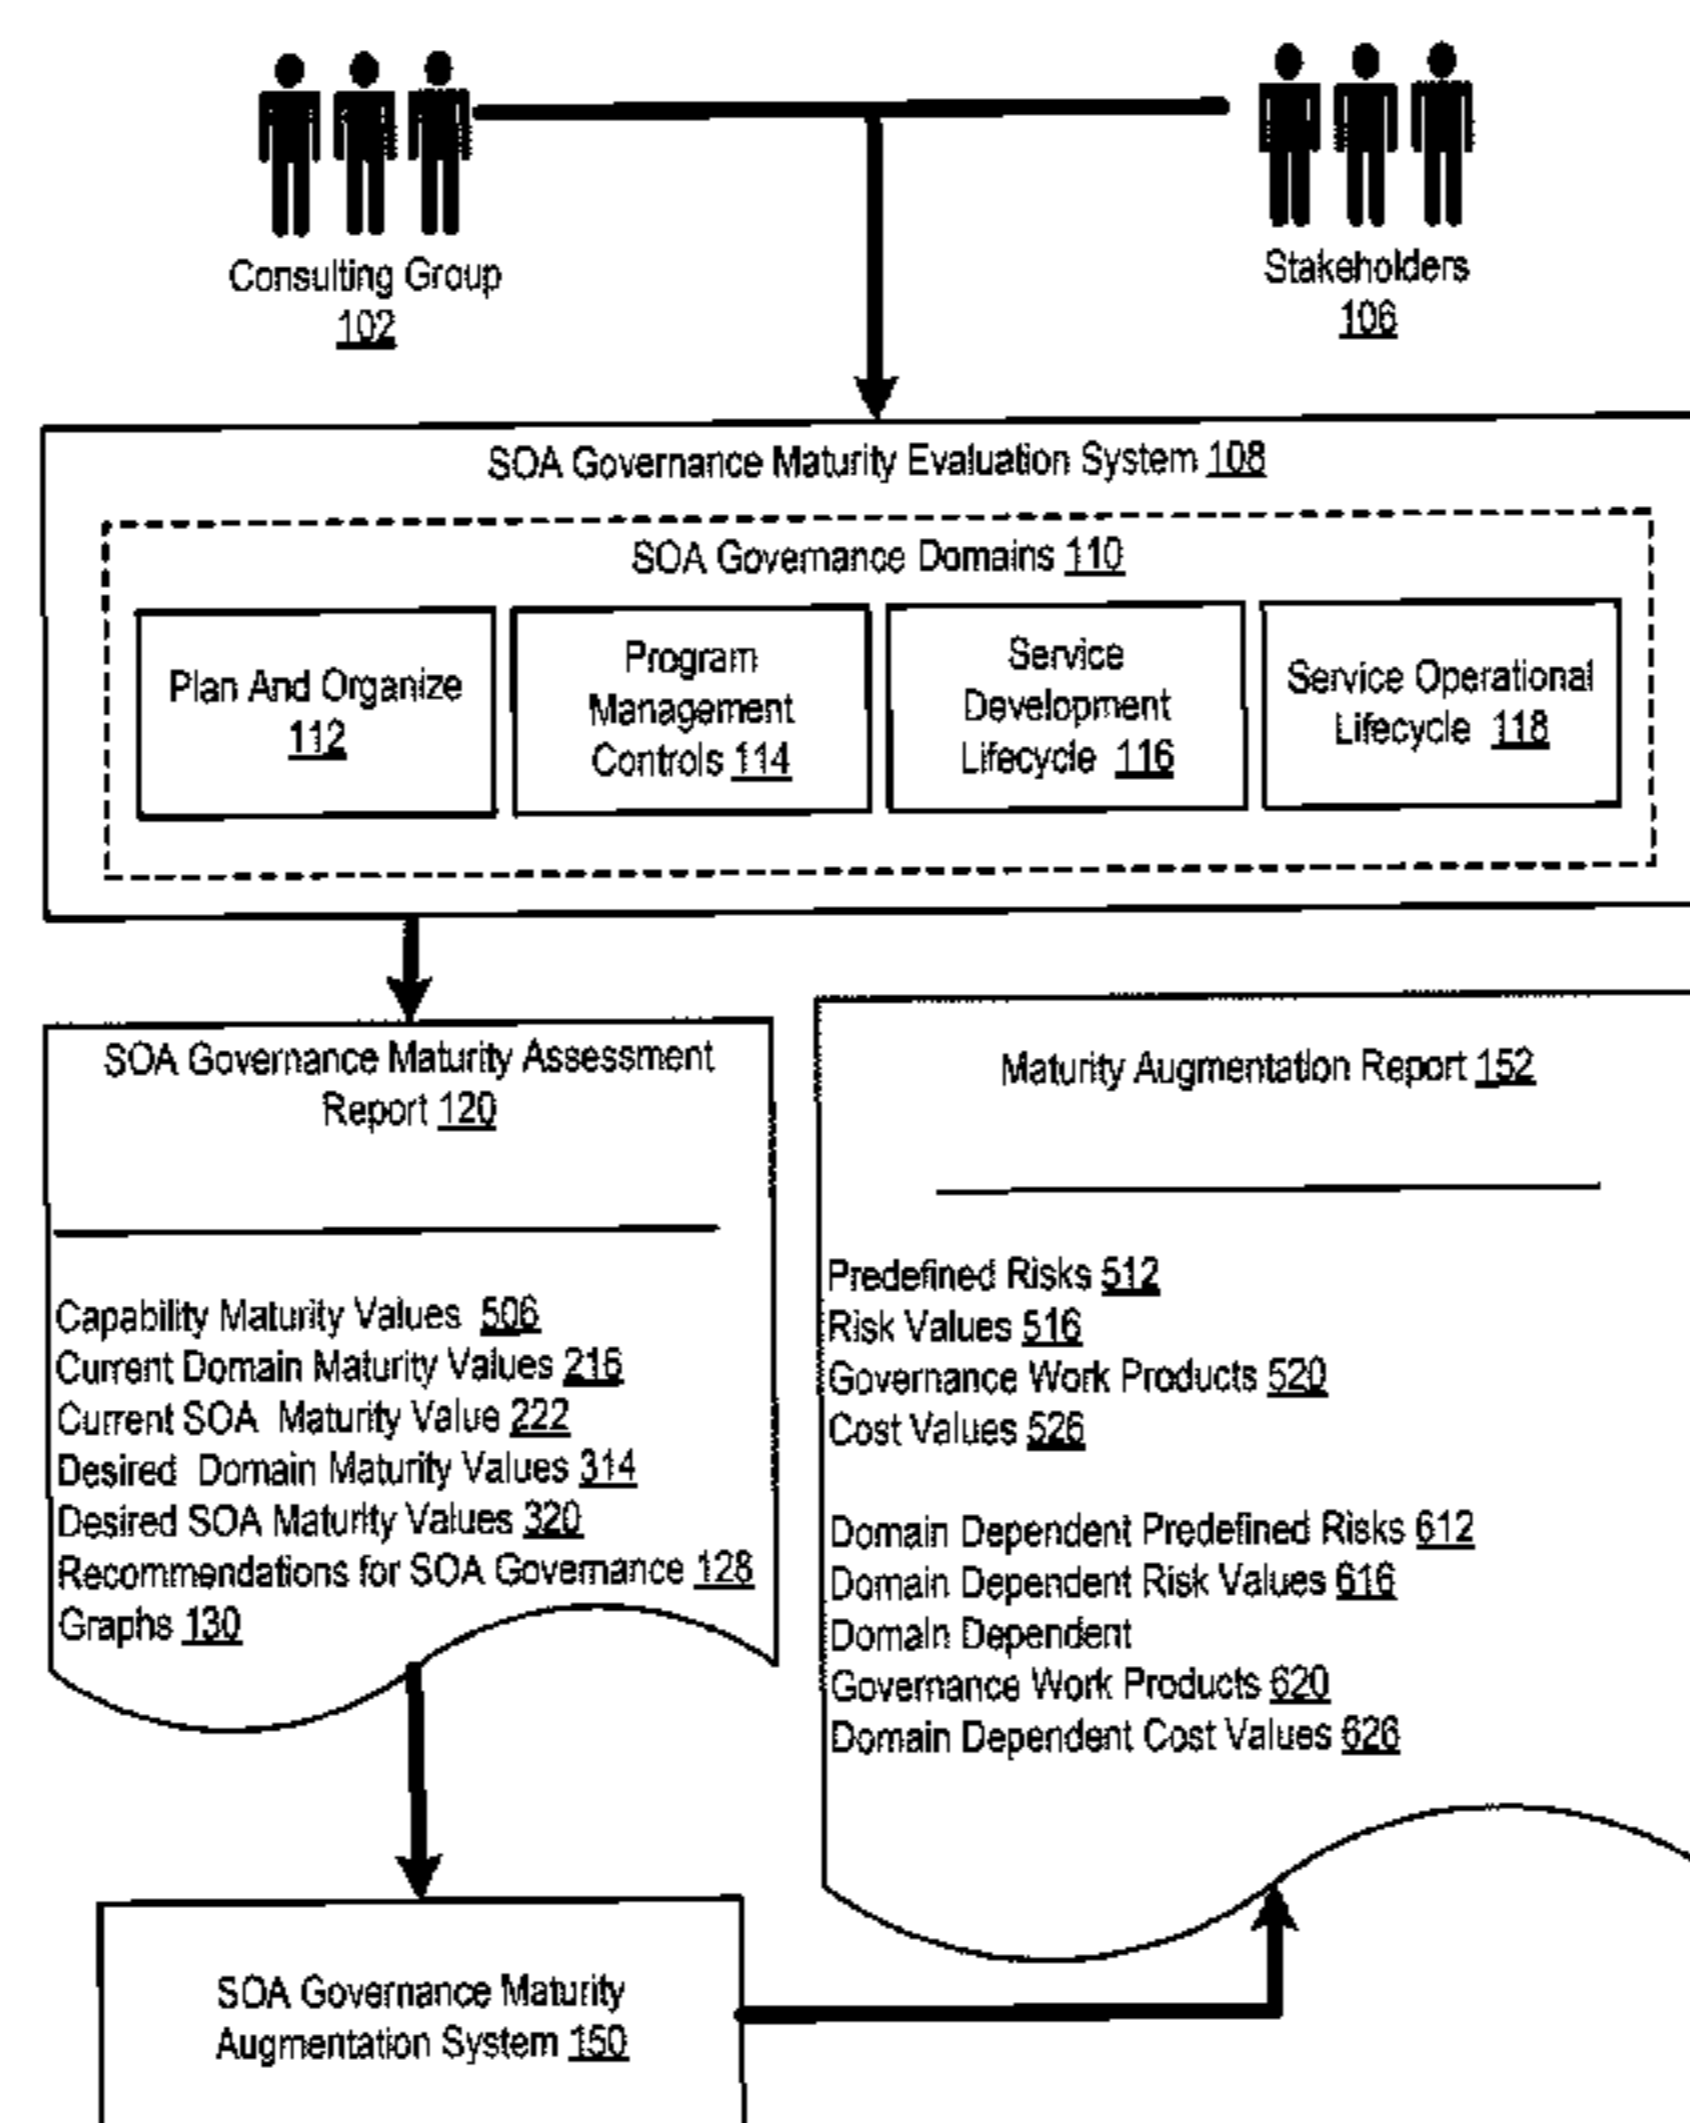 Consulting Group
102
Stakeholders
106
SOA Governance Maturity Evaluation System 108
SOA Governance Domains 110
Plan And Organize
112
Program
Management
Controls 114
Service
Development
Lifecycle 116
Service Operational
Lifecycle 118
SOA Governance Maturity Assessment
Report 120
Capability Maturity Values 506
Current Domain Maturity Values 216
Current SOA Maturity Value 222
Desired Domain Maturity Values 314
Desired SOA Maturity Values 320
Recommendations for SOA Governance 128
Graphs 130
Maturity Augmentation Report 152
Predefined Risks 512
Risk Values 516
Governance Work Products 520
Cost Values 526
Domain Dependent Predefined Risks 612
Domain Dependent Risk Values 616
Domain Dependent
Governance Work Products 620
Domain Dependent Cost Values 626
SOA Governance Maturity
Augmentation System 150